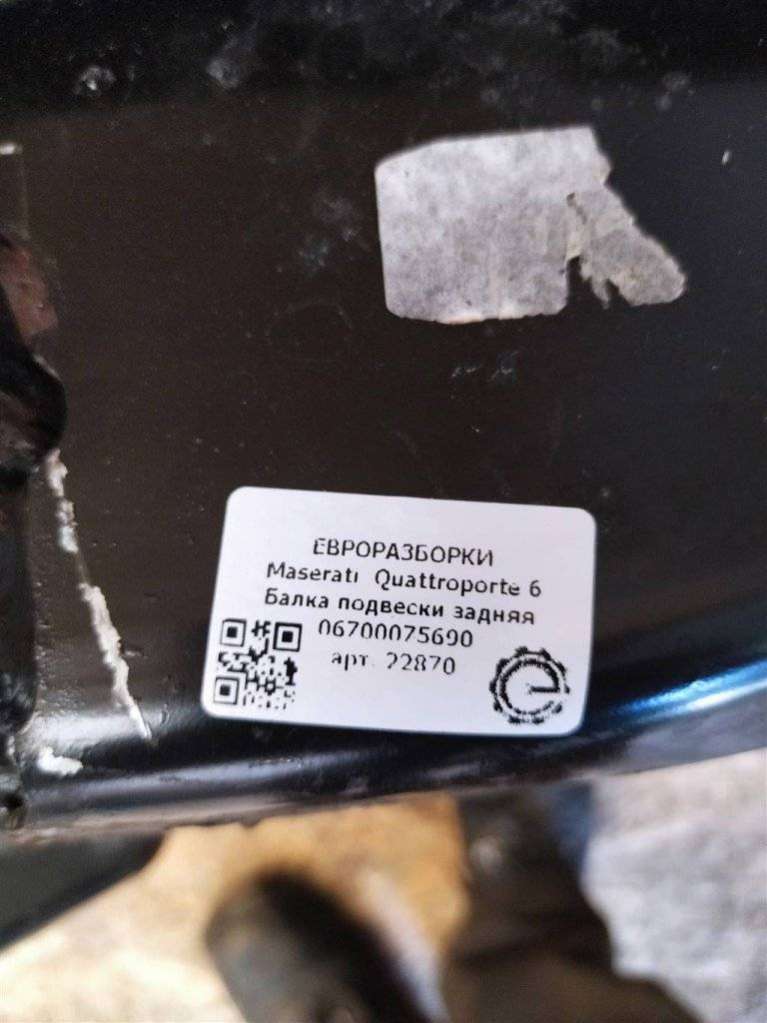 ЕВРОРАЗБОРКИ
Maserati Quattroporte 6
Балка подвески задняя
06700075690
арт. 22870